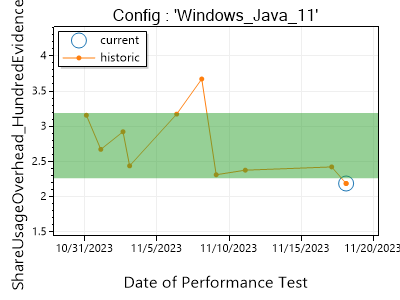 Config : 'Windows_Java_11'
current
historic
ShareUsageOverhead_HundredEvidence
4
3.5
3
2.5
2
1.5
10/31/2023
11/5/2023
11/10/2023
11/15/2023
11/20/2023
Date of Performance Test